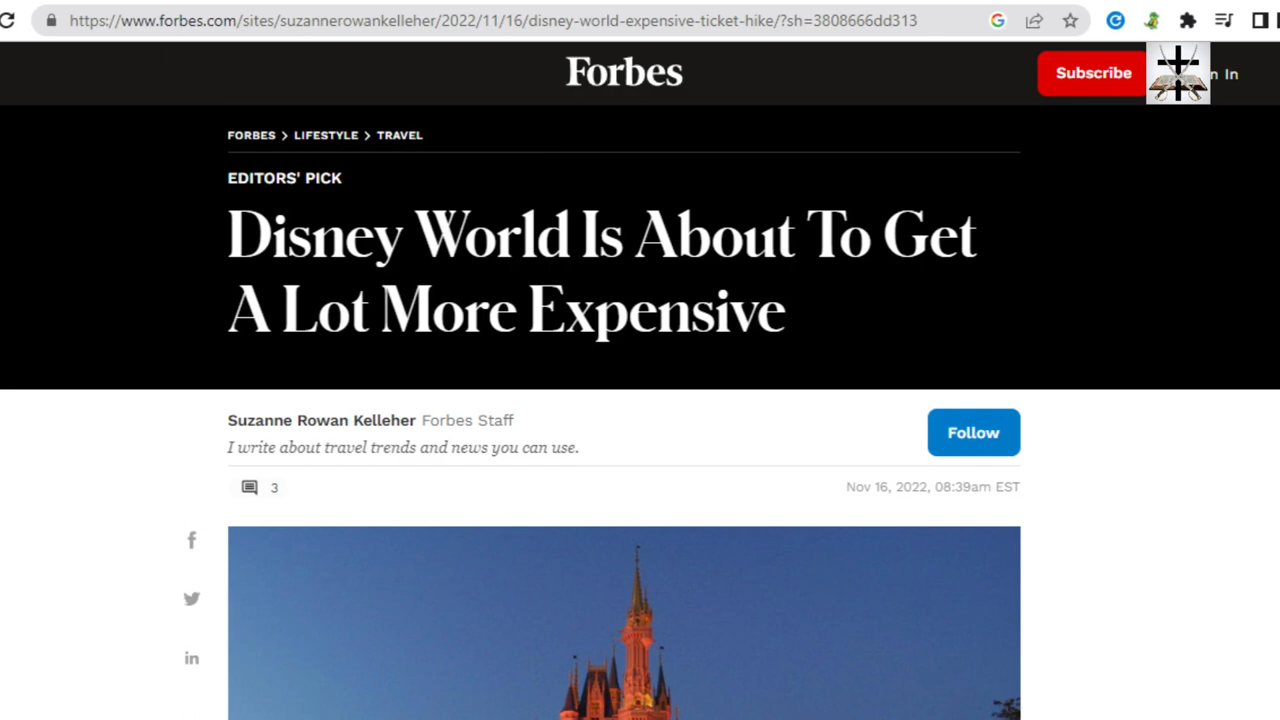 https://www.forbes.com/sites/suzannerowankelleher/2022/11/16/disney-world-expensive-ticket-hike/?sh=3808666dd313
Forbes
Subscribe
n In
FORBES > LIFESTYLE > TRAVEL
EDITORS' PICK
Disney World Is About To Get
A Lot More Expensive
Suzanne Rowan Kelleher Forbes Staff
I write about travel trends and news you can use.
Follow
3
Nov 16, 2022, 08:39am EST